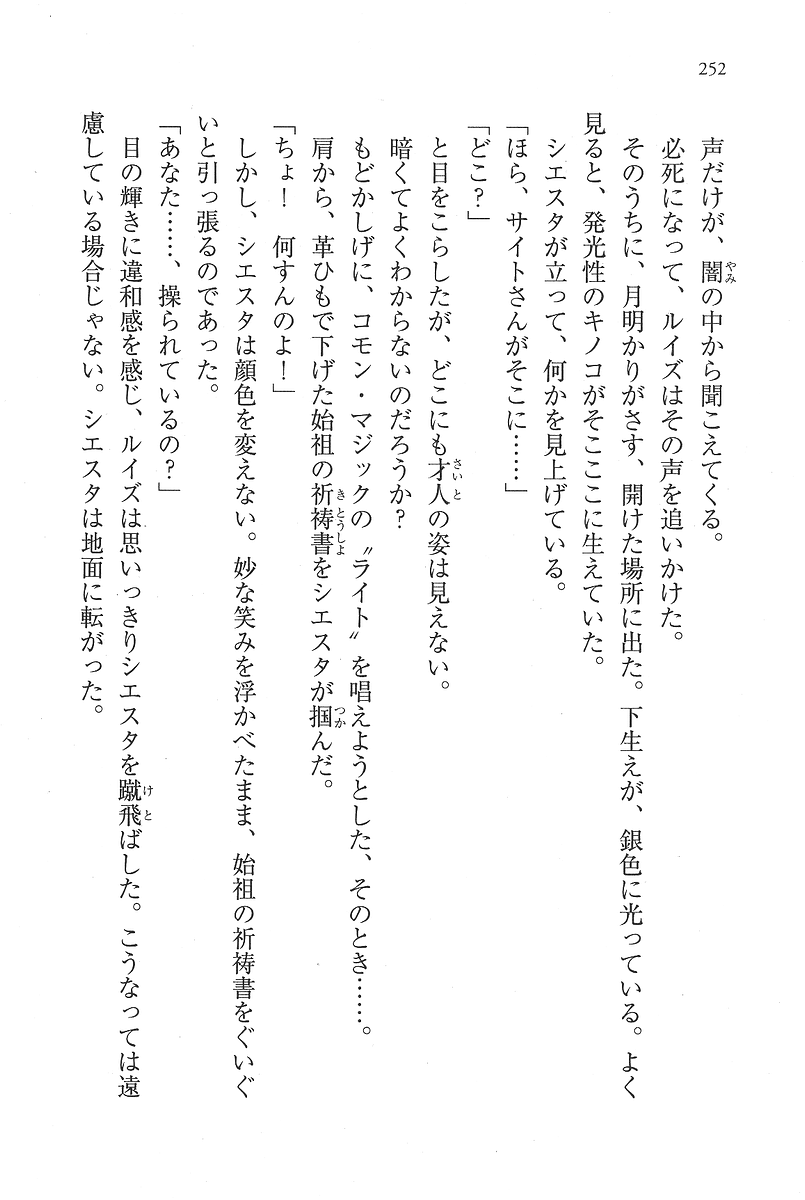 252
声だけが、闇の中から聞こえてくる。
必死になって、ルイズはその声を追いかけた。
そのうちに、月明かりがさす、開けた場所に出た。下生えが、銀色に光っている。よく
見ると、発光性のキノコがそこここに生えていた。
シエスタが立って、何かを見上げている。
「ほら、サイトさんがそこに……」
「どこ?」
と目をこらしたが、どこにも才人の姿は見えない。
暗くてよくわからないのだろうか?
もどかしげに、コモン・マジックの〝ライト〟を唱えようとした、そのとき……。
肩から、革ひもで下げた始祖の祈祷書をシエスタが掴んだ。
「ちょ! 何すんのよ!」
しかし、シエスタは顔色を変えない。妙な笑みを浮かべたまま、始祖の祈祷書をぐいぐ
いと引っ張るのであった。
「あなた……、操られているの?」
目の輝きに違和感を感じ、ルイズは思いっきりシエスタを蹴飛ばした。こうなっては遠
慮している場合じゃない。シエスタは地面に転がった。